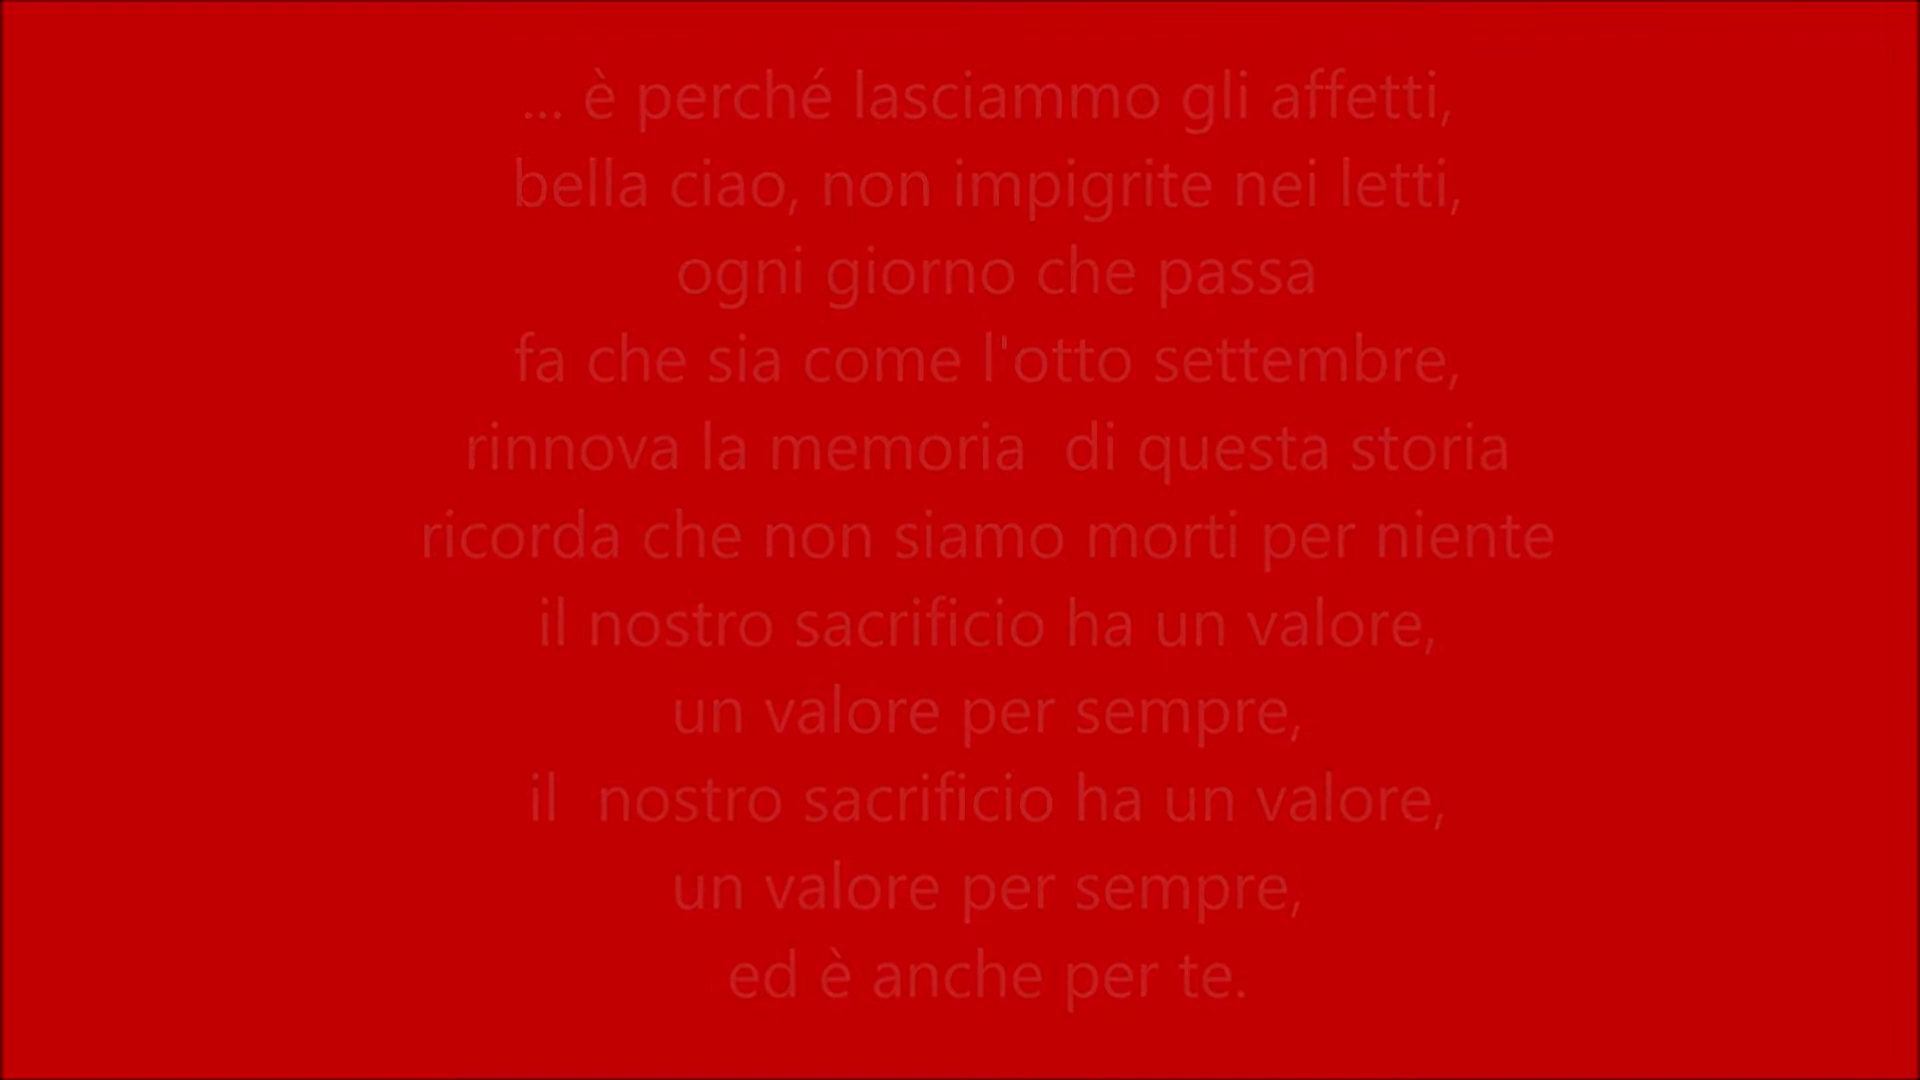 ... è perché lasciammo gli affetti,
bella ciao, non impigrite nei letti,
ogni giorno che passa
fa che sia come l'otto settembre,
rinnova la memoria  di questa storia
ricorda che non siamo morti per niente
il nostro sacrificio ha un valore,
un valore per sempre,
il  nostro sacrificio ha un valore,
un valore per sempre,
ed è anche per te.